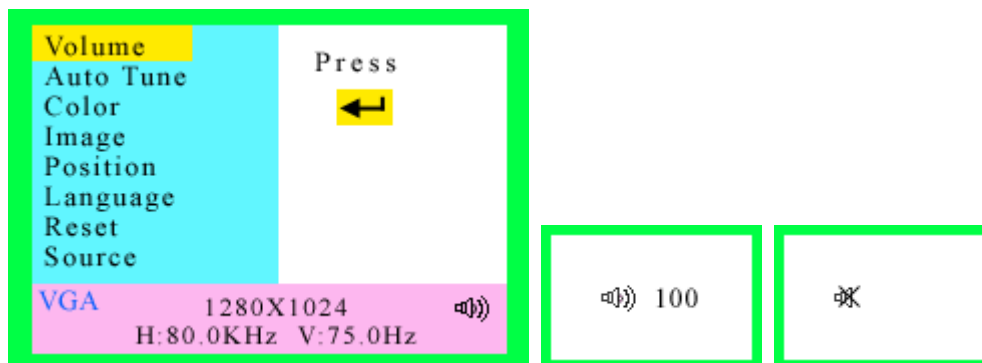 Volume
Auto Tune
Color
Image
Position
Language
Reset
Source
Press
VGA
1280X1024
H:80.0KHz V:75.0Hz
100